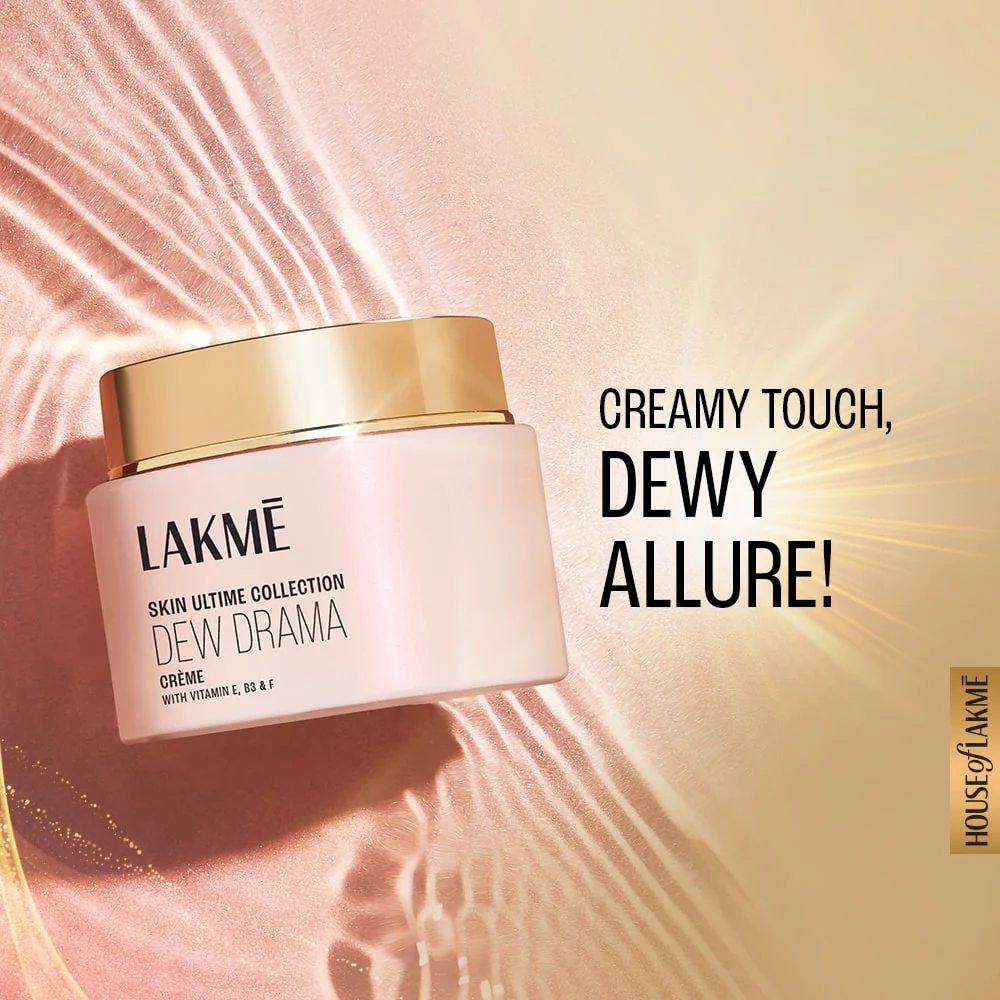 LAKMĒ
SKIN ULTIME COLLECTION
DEW DRAMA
CRÈME
WITH VITAMIN E, B3 & F
CREAMY TOUCH,
DEWY
ALLURE!
HOUSE of LAKMĒ